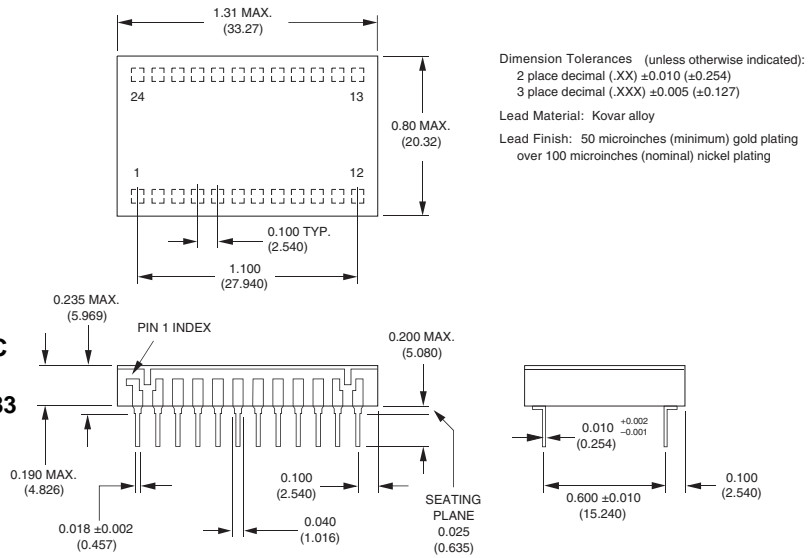 1.31 MAX.
(33.27)
Dimension Tolerances (unless otherwise indicated):
2 place decimal (.XX) ±0.010 (±0.254)
3 place decimal (.XXX) ±0.005 (±0.127)
Lead Material: Kovar alloy
Lead Finish: 50 microinches (minimum) gold plating
over 100 microinches (nominal) nickel plating
24
13
0.80 MAX.
(20.32)
1
12
0.100 TYP.
(2.540)
1.100
(27.940)
0.235 MAX.
(5.969)
PIN 1 INDEX
0.200 MAX.
(5.080)
C
33
0.010 +0.002
–0.001
(0.254)
0.190 MAX.
(4.826)
0.100
(2.540)
SEATING
PLANE
0.025
(0.635)
0.600 ±0.010
(15.240)
0.100
(2.540)
0.018 ±0.002
(0.457)
0.040
(1.016)